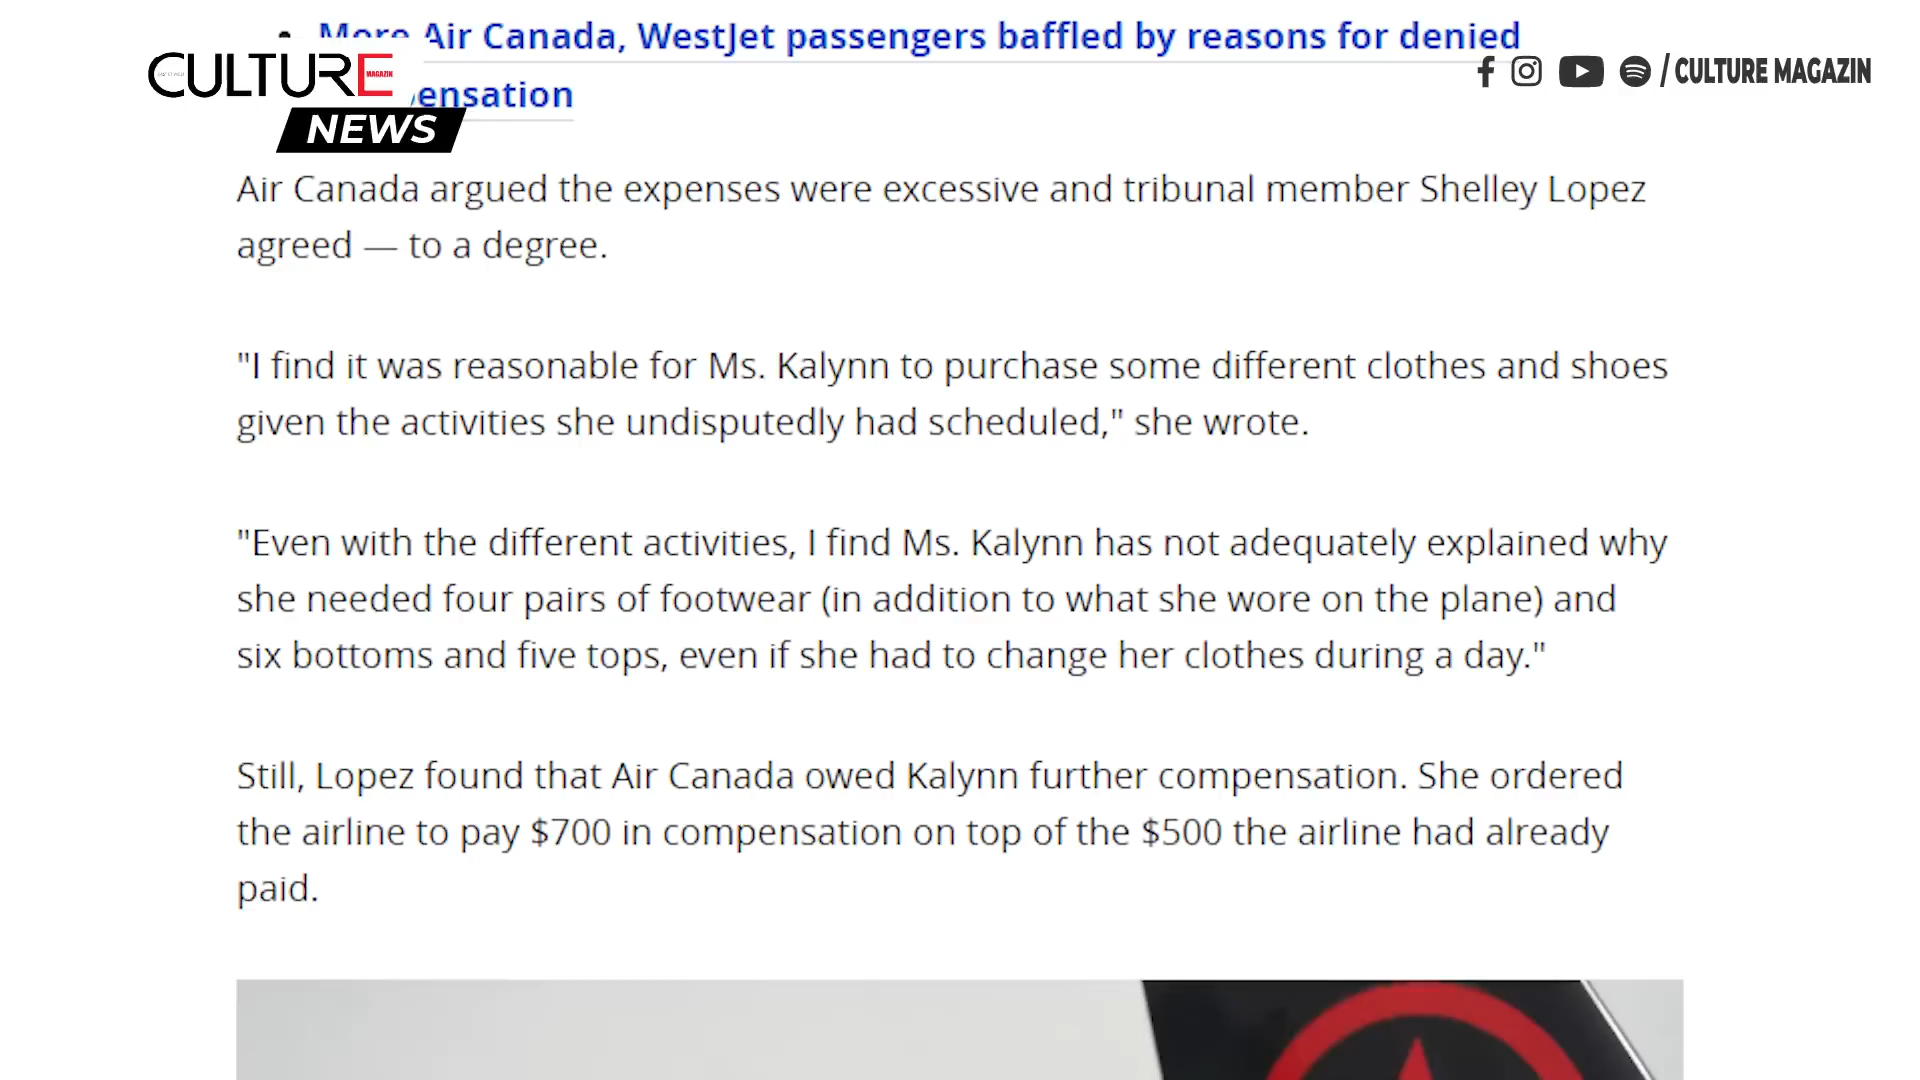 More Air Canada, WestJet passengers baffled by reasons for denied
ensation
CULTURE
MAGAZIN
NEWS
/ CULTURE MAGAZIN
Air Canada argued the expenses were excessive and tribunal member Shelley Lopez
agreed — to a degree.
"I find it was reasonable for Ms. Kalynn to purchase some different clothes and shoes
given the activities she undisputedly had scheduled," she wrote.
"Even with the different activities, I find Ms. Kalynn has not adequately explained why
she needed four pairs of footwear (in addition to what she wore on the plane) and
six bottoms and five tops, even if she had to change her clothes during a day."
Still, Lopez found that Air Canada owed Kalynn further compensation. She ordered
the airline to pay $700 in compensation on top of the $500 the airline had already
paid.